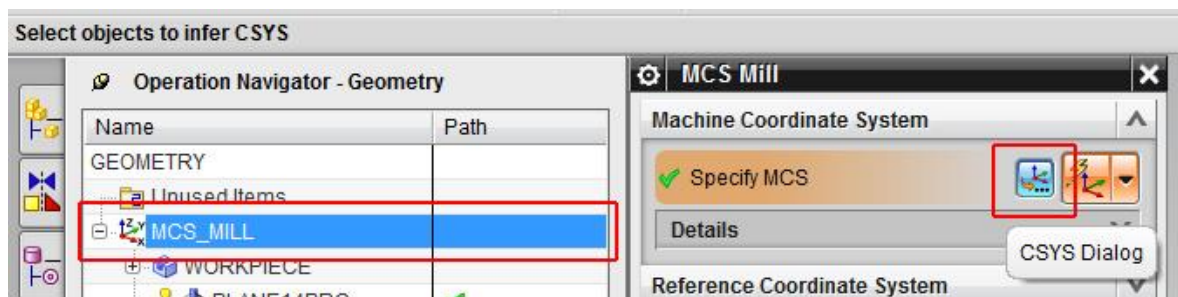 Select objects to infer CSYS
Operation Navigator - Geometry
Name Path
GEOMETRY
Unused Items
MCS_MILL
WORKPIECE
MCS Mill
Machine Coordinate System
Specify MCS
Details
CSYS Dialog
Reference Coordinate System